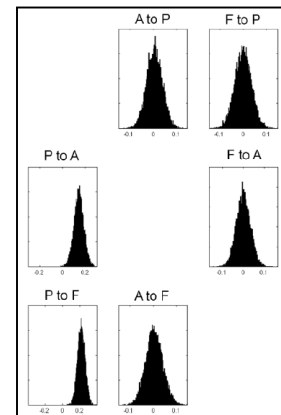 A to P F to P
-0.1 0 0.1 -0.1 0 0.1
P to A F to A
-0.2 0 0.2 -0.1 0 0.1
P to F A to F
-0.2 0 0.2 -0.1 0 0.1